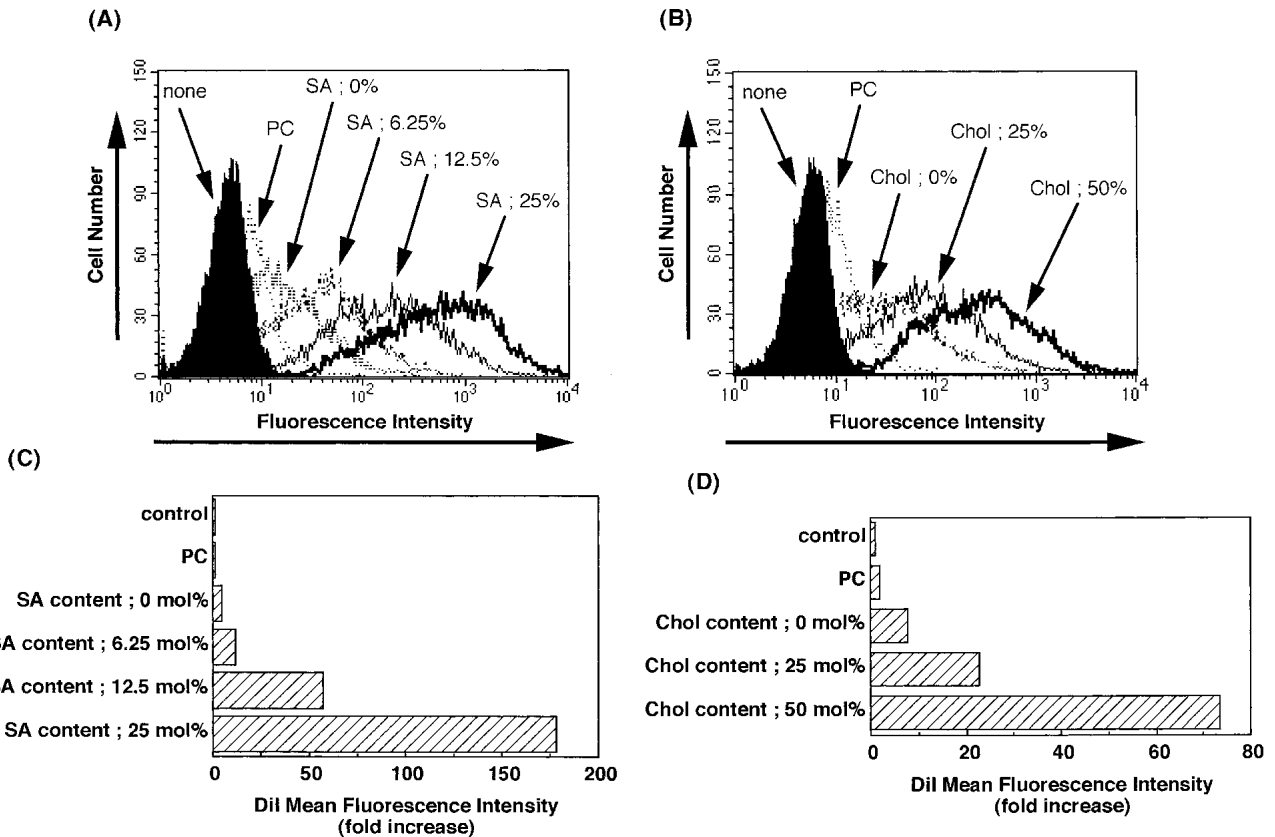 (A)
150
120
90
60
30
0
Cell Number
none
PC
SA ; 0%
SA ; 6.25%
SA ; 12.5%
SA ; 25%
10^0 10^1 10^2 10^3 10^4
Fluorescence Intensity
(B)
150
120
90
60
30
0
Cell Number
none
PC
Chol ; 0%
Chol ; 25%
Chol ; 50%
10^0 10^1 10^2 10^3 10^4
Fluorescence Intensity
(C)
control
PC
SA content ; 0 mol%
SA content ; 6.25 mol%
A content ; 12.5 mol%
SA content ; 25 mol%
0 50 100 150 200
DiI Mean Fluorescence Intensity
(fold increase)
(D)
control
PC
Chol content ; 0 mol%
Chol content ; 25 mol%
Chol content ; 50 mol%
0 20 40 60 80
DiI Mean Fluorescence Intensity
(fold increase)